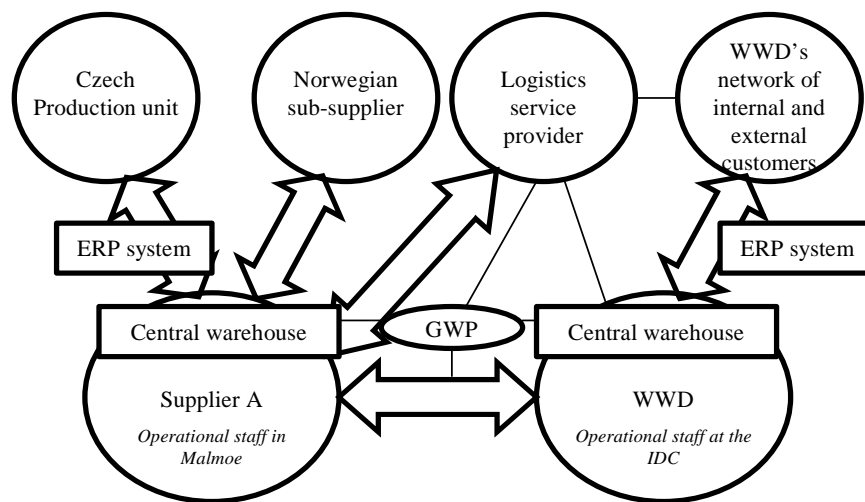 Czech
Production unit
Norwegian
sub-supplier
Logistics
service
provider
WWD's
network of
internal and
external
customers
ERP system
ERP system
Central warehouse
GWP
Central warehouse
Supplier A
Operational staff in
Malmoe
WWD
Operational staff at the
IDC